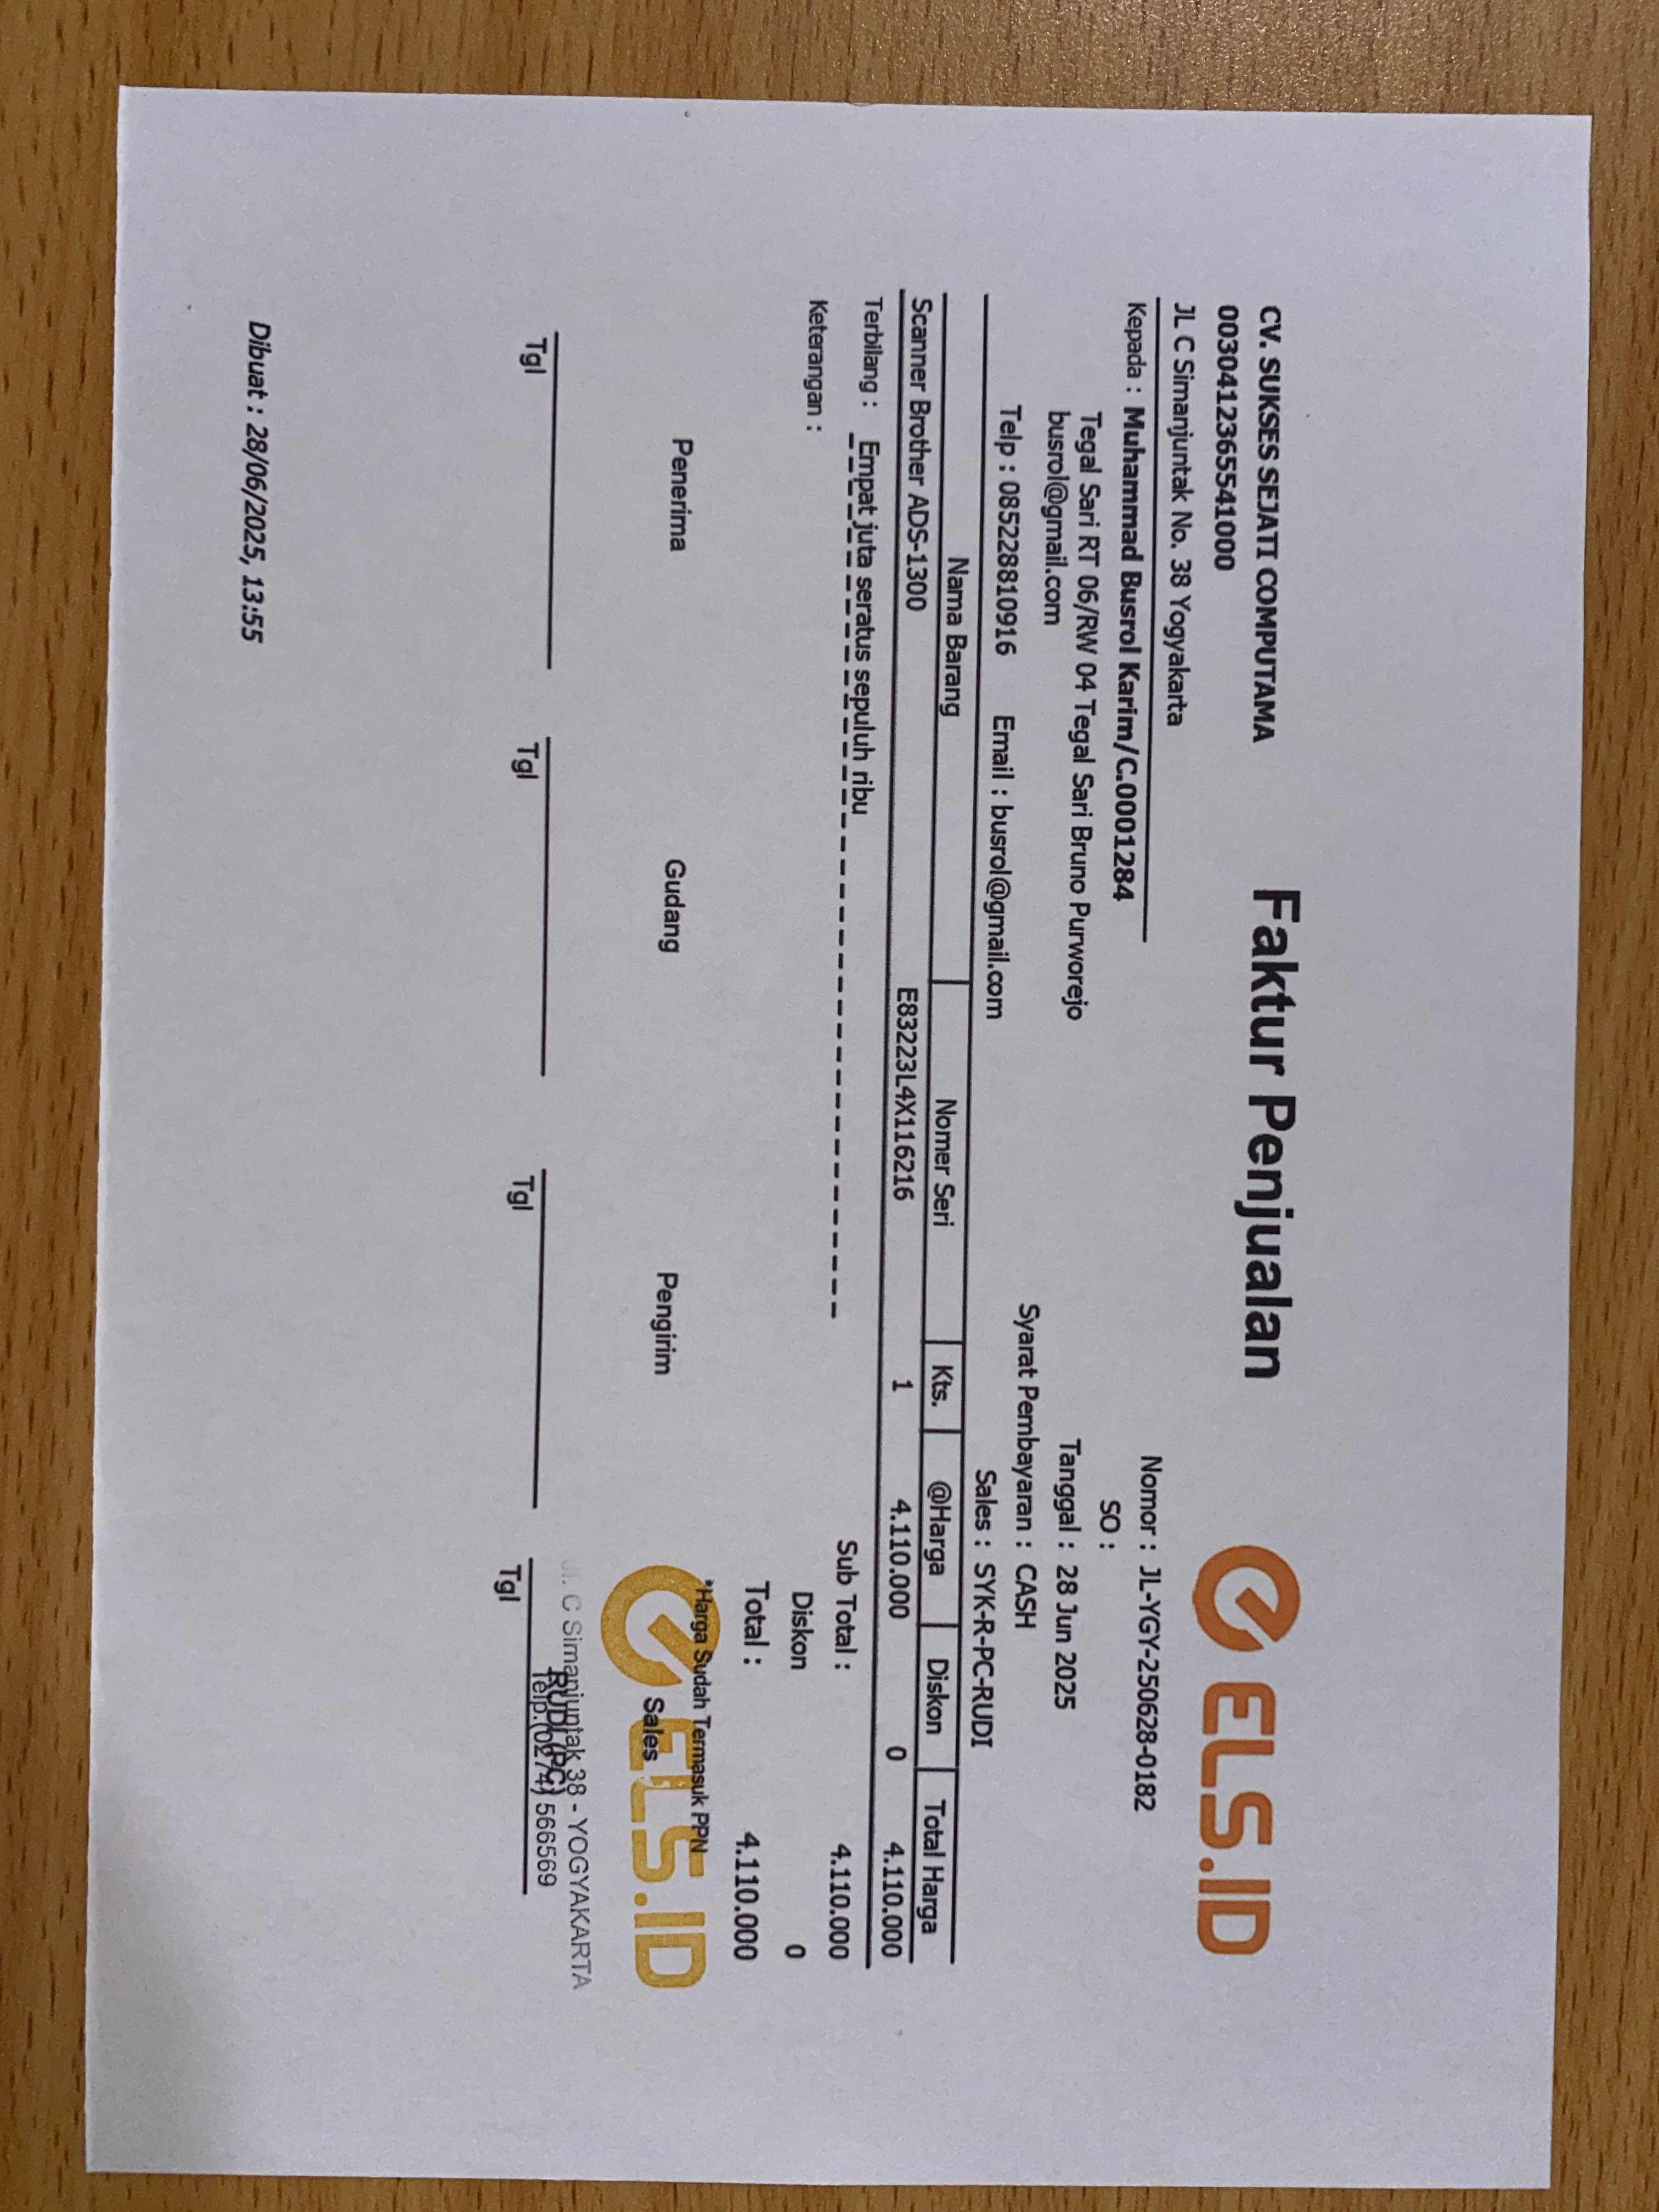 CV. SUKSES SEJATI COMPUTAMA
003041236554​1000
JL C Simanjuntak No. 38 Yogyakarta
Faktur Penjualan
ELS.ID
Kepada : Muhammad Busrol Karim/C.0001284
Tegal Sari RT 06/RW 04 Tegal Sari Bruno Purworejo
busrol@gmail.com
Telp : 085228810916 Email : busrol@gmail.com
Nomor : JL-YGY-250628-0182
SO :
Tanggal : 28 Jun 2025
Syarat Pembayaran : CASH
Sales : SYK-R-PC-RUDI
Nama Barang Nomer Seri Kts. @Harga Diskon Total Harga
Scanner Brother ADS-1300 E83223L4X116216 1 4.110.000 0 4.110.000
Terbilang : Empat juta seratus sepuluh ribu
Keterangan :
Sub Total : 4.110.000
Diskon 0
Total : 4.110.000
*Harga Sudah Termasuk PPN
Penerima Gudang Pengirim Sales
ELS.ID
Jl. C Simanjuntak 38 - YOGYAKARTA
RUDI (PC)
Telp.(0274) 566569
Tgl Tgl Tgl Tgl
Dibuat : 28/06/2025, 13:55